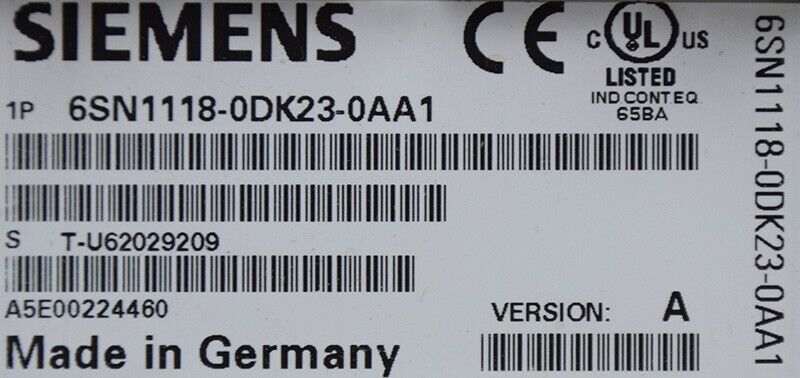 SIEMENS
CE
C UL US
LISTED
IND.CONT.EQ
65BA
1P 6SN1118-0DK23-0AA1
S T-U62029209
A5E00224460
VERSION: A
Made in Germany
6SN1118-0DK23-0AA1